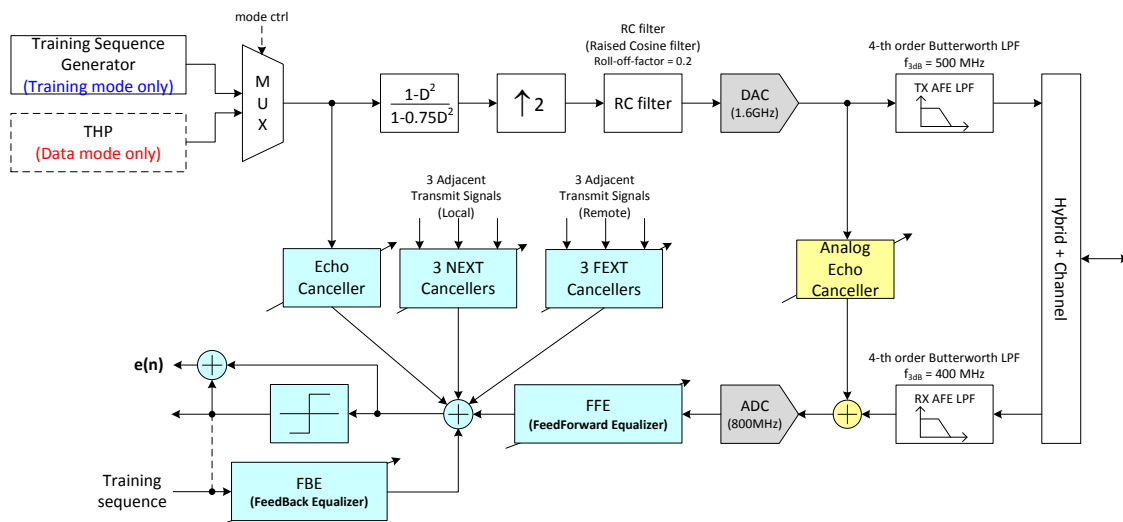 mode ctrl
Training Sequence
Generator
(Training mode only)
THP
(Data mode only)
M
U
X
1-D²
1-0.75D²
↑2
RC filter
(Raised Cosine filter)
Roll-off-factor = 0.2
RC filter
DAC
(1.6GHz)
4-th order Butterworth LPF
f3dB = 500 MHz
TX AFE LPF
Hybrid + Channel
3 Adjacent
Transmit Signals
(Local)
3 Adjacent
Transmit Signals
(Remote)
Echo
Canceller
3 NEXT
Cancellers
3 FEXT
Cancellers
Analog
Echo
Canceller
e(n)
FFE
(FeedForward Equalizer)
ADC
(800MHz)
4-th order Butterworth LPF
f3dB = 400 MHz
RX AFE LPF
Training
sequence
FBE
(FeedBack Equalizer)